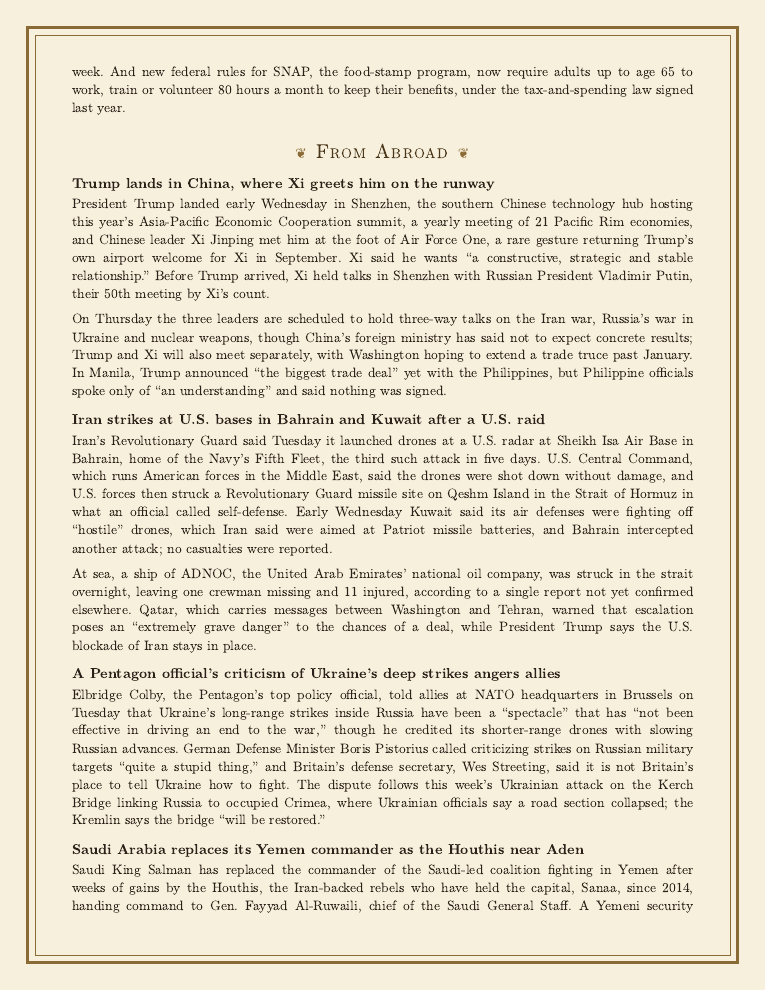 week. And new federal rules for SNAP, the food-stamp program, now require adults up to age 65 to
work, train or volunteer 80 hours a month to keep their benefits, under the tax-and-spending law signed
last year.
❦ From Abroad ❦
Trump lands in China, where Xi greets him on the runway
President Trump landed early Wednesday in Shenzhen, the southern Chinese technology hub hosting
this year’s Asia-Pacific Economic Cooperation summit, a yearly meeting of 21 Pacific Rim economies,
and Chinese leader Xi Jinping met him at the foot of Air Force One, a rare gesture returning Trump’s
own airport welcome for Xi in September. Xi said he wants “a constructive, strategic and stable
relationship.” Before Trump arrived, Xi held talks in Shenzhen with Russian President Vladimir Putin,
their 50th meeting by Xi’s count.
On Thursday the three leaders are scheduled to hold three-way talks on the Iran war, Russia’s war in
Ukraine and nuclear weapons, though China’s foreign ministry has said not to expect concrete results;
Trump and Xi will also meet separately, with Washington hoping to extend a trade truce past January.
In Manila, Trump announced “the biggest trade deal” yet with the Philippines, but Philippine officials
spoke only of “an understanding” and said nothing was signed.
Iran strikes at U.S. bases in Bahrain and Kuwait after a U.S. raid
Iran’s Revolutionary Guard said Tuesday it launched drones at a U.S. radar at Sheikh Isa Air Base in
Bahrain, home of the Navy’s Fifth Fleet, the third such attack in five days. U.S. Central Command,
which runs American forces in the Middle East, said the drones were shot down without damage, and
U.S. forces then struck a Revolutionary Guard missile site on Qeshm Island in the Strait of Hormuz in
what an official called self-defense. Early Wednesday Kuwait said its air defenses were fighting off
“hostile” drones, which Iran said were aimed at Patriot missile batteries, and Bahrain intercepted
another attack; no casualties were reported.
At sea, a ship of ADNOC, the United Arab Emirates’ national oil company, was struck in the strait
overnight, leaving one crewman missing and 11 injured, according to a single report not yet confirmed
elsewhere. Qatar, which carries messages between Washington and Tehran, warned that escalation
poses an “extremely grave danger” to the chances of a deal, while President Trump says the U.S.
blockade of Iran stays in place.
A Pentagon official’s criticism of Ukraine’s deep strikes angers allies
Elbridge Colby, the Pentagon’s top policy official, told allies at NATO headquarters in Brussels on
Tuesday that Ukraine’s long-range strikes inside Russia have been a “spectacle” that has “not been
effective in driving an end to the war,” though he credited its shorter-range drones with slowing
Russian advances. German Defense Minister Boris Pistorius called criticizing strikes on Russian military
targets “quite a stupid thing,” and Britain’s defense secretary, Wes Streeting, said it is not Britain’s
place to tell Ukraine how to fight. The dispute follows this week’s Ukrainian attack on the Kerch
Bridge linking Russia to occupied Crimea, where Ukrainian officials say a road section collapsed; the
Kremlin says the bridge “will be restored.”
Saudi Arabia replaces its Yemen commander as the Houthis near Aden
Saudi King Salman has replaced the commander of the Saudi-led coalition fighting in Yemen after
weeks of gains by the Houthis, the Iran-backed rebels who have held the capital, Sanaa, since 2014,
handing command to Gen. Fayyad Al-Ruwaili, chief of the Saudi General Staff. A Yemeni security